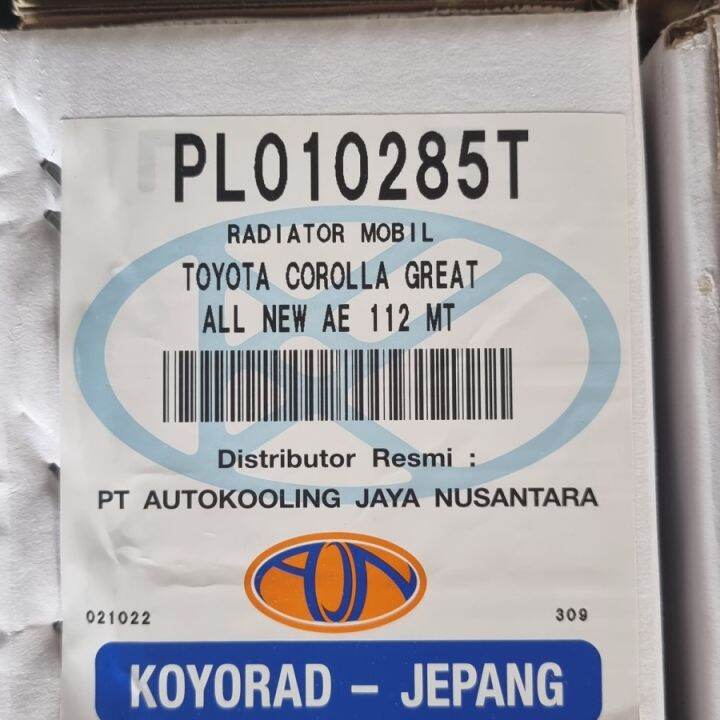 PL010285T
RADIATOR MOBIL
TOYOTA COROLLA GREAT
ALL NEW AE 112 MT
Distributor Resmi :
PT AUTOKOOLING JAYA NUSANTARA
AJN
021022 309
KOYORAD – JEPANG